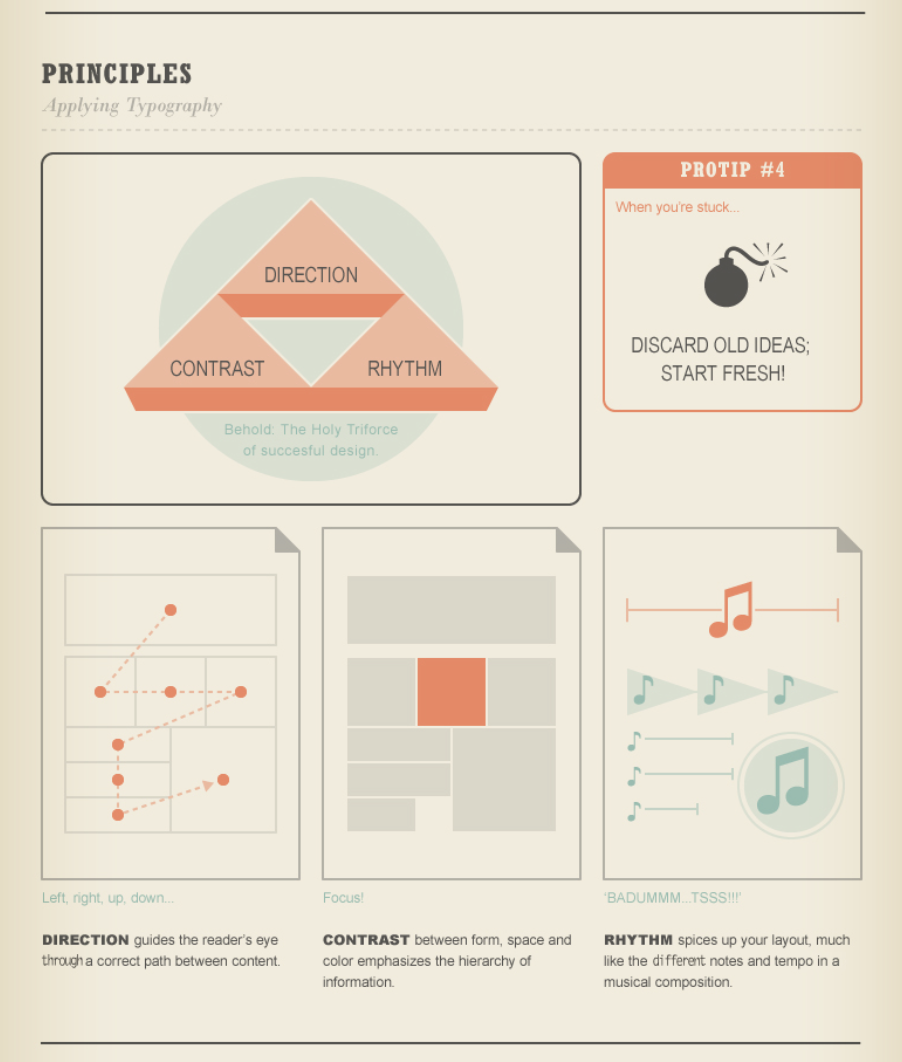 PRINCIPLES
Applying Typography
DIRECTION
CONTRAST
RHYTHM
Behold: The Holy Triforce
of succesful design.
PROTIP #4
When you're stuck...
DISCARD OLD IDEAS;
START FRESH!
Left, right, up, down...
DIRECTION guides the reader's eye
through a correct path between content.
Focus!
CONTRAST between form, space and
color emphasizes the hierarchy of
information.
'BADUMMM...TSSS!!!'
RHYTHM spices up your layout, much
like the different notes and tempo in a
musical composition.